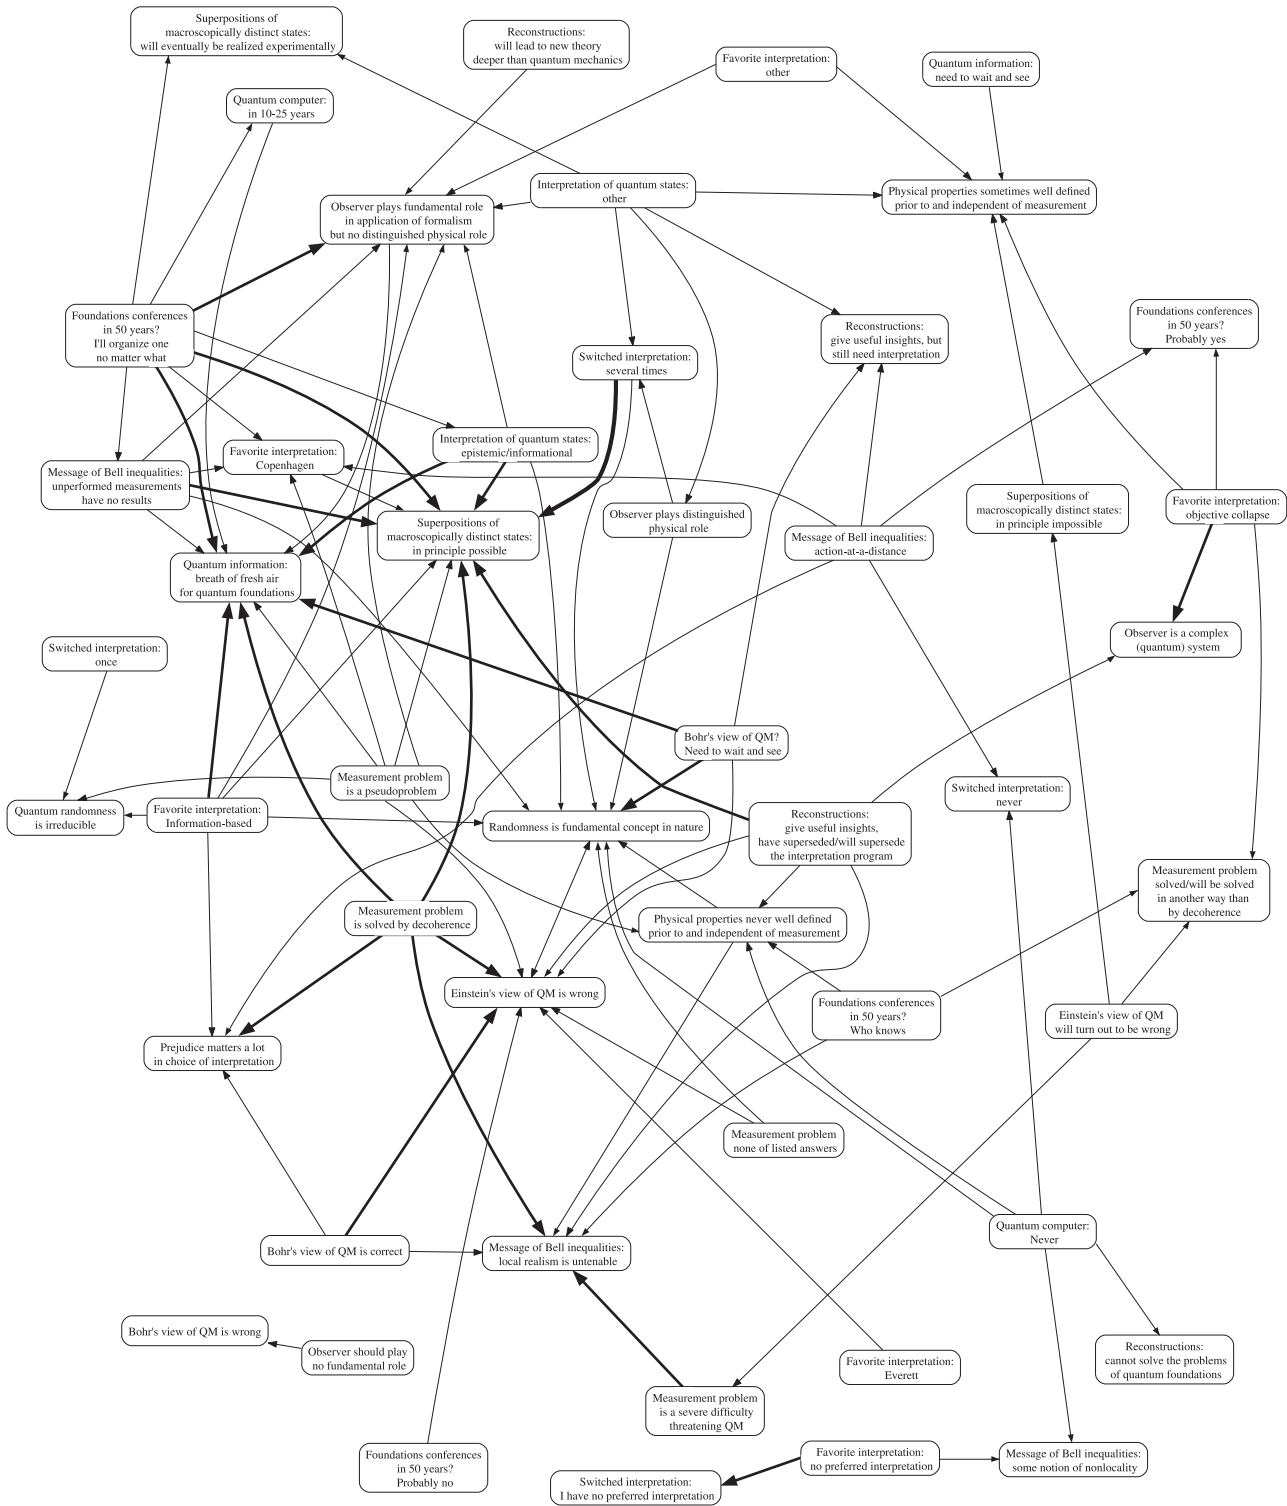 Superpositions of
macroscopically distinct states:
will eventually be realized experimentally
Reconstructions:
will lead to new theory
deeper than quantum mechanics
Favorite interpretation:
other
Quantum information:
need to wait and see
Quantum computer:
in 10-25 years
Interpretation of quantum states:
other
Physical properties sometimes well defined
prior to and independent of measurement
Observer plays fundamental role
in application of formalism
but no distinguished physical role
Foundations conferences
in 50 years?
I'll organize one
no matter what
Reconstructions:
give useful insights, but
still need interpretation
Foundations conferences
in 50 years?
Probably yes
Switched interpretation:
several times
Interpretation of quantum states:
epistemic/informational
Favorite interpretation:
Copenhagen
Message of Bell inequalities:
unperformed measurements
have no results
Superpositions of
macroscopically distinct states:
in principle possible
Observer plays distinguished
physical role
Message of Bell inequalities:
action-at-a-distance
Superpositions of
macroscopically distinct states:
in principle impossible
Favorite interpretation:
objective collapse
Quantum information:
breath of fresh air
for quantum foundations
Switched interpretation:
once
Observer is a complex
(quantum) system
Bohr's view of QM?
Need to wait and see
Measurement problem
is a pseudoproblem
Switched interpretation:
never
Quantum randomness
is irreducible
Favorite interpretation:
Information-based
Randomness is fundamental concept in nature
Reconstructions:
give useful insights,
have superseded/will supersede
the interpretation program
Measurement problem
solved/will be solved
in another way than
by decoherence
Measurement problem
is solved by decoherence
Physical properties never well defined
prior to and independent of measurement
Einstein's view of QM is wrong
Foundations conferences
in 50 years?
Who knows
Einstein's view of QM
will turn out to be wrong
Prejudice matters a lot
in choice of interpretation
Measurement problem
none of listed answers
Quantum computer:
Never
Bohr's view of QM is correct
Message of Bell inequalities:
local realism is untenable
Bohr's view of QM is wrong
Observer should play
no fundamental role
Favorite interpretation:
Everett
Reconstructions:
cannot solve the problems
of quantum foundations
Measurement problem
is a severe difficulty
threatening QM
Foundations conferences
in 50 years?
Probably no
Favorite interpretation:
no preferred interpretation
Message of Bell inequalities:
some notion of nonlocality
Switched interpretation:
I have no preferred interpretation